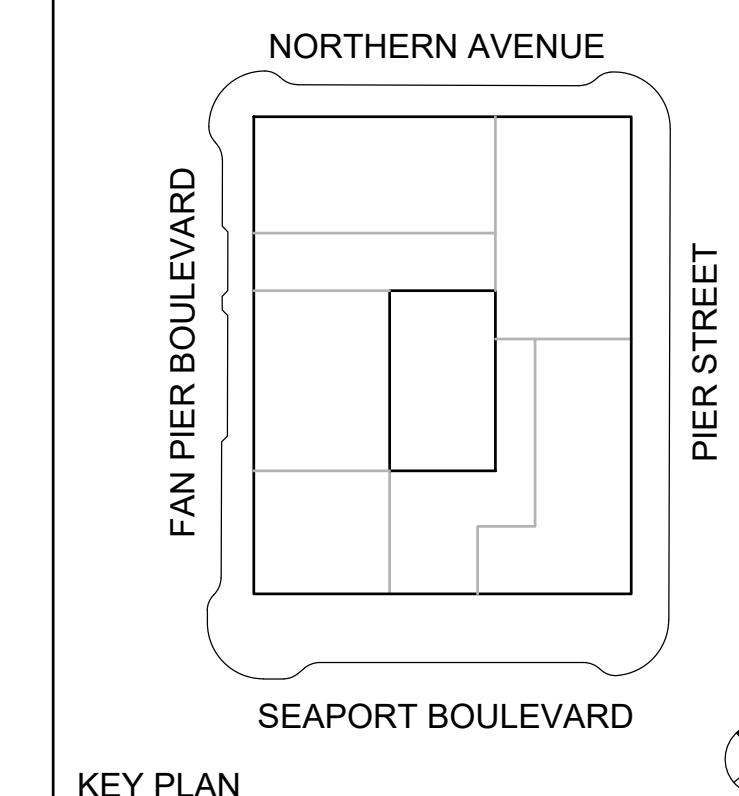 NORTHERN AVENUE
FAN PIER BOULEVARD
PIER STREET
SEAPORT BOULEVARD
KEY PLAN